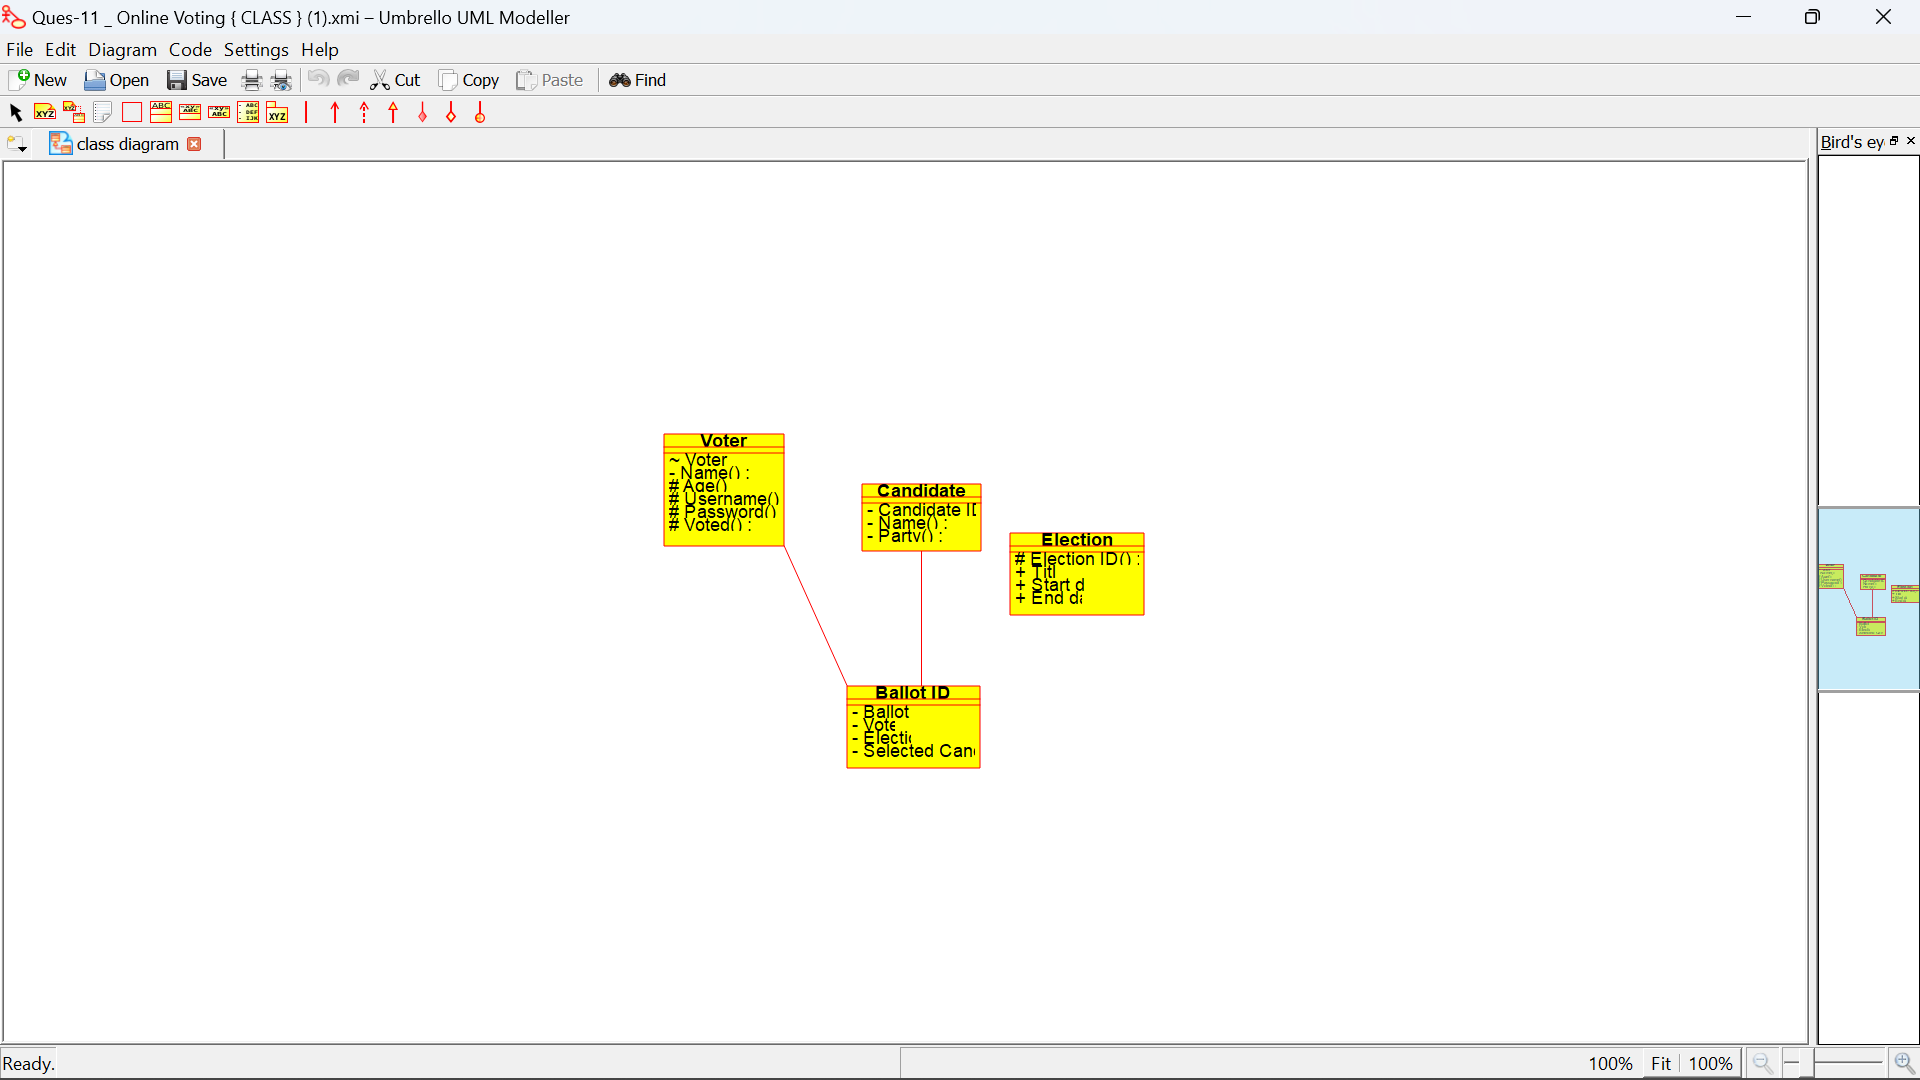 Ques-11 _ Online Voting { CLASS } (1).xmi – Umbrello UML Modeller
File Edit Diagram Code Settings Help
New Open Save Cut Copy Paste Find
class diagram
Bird's ey
Voter
~ Voter
- Name() :
# Age()
# Username()
# Password()
# Voted() :
Candidate
- Candidate ID
- Name() :
- Party() :
Election
# Election ID() :
+ Titl
+ Start d
+ End da
Ballot ID
- Ballot
- Vote
- Electi
- Selected Can
Ready.
100% Fit 100%